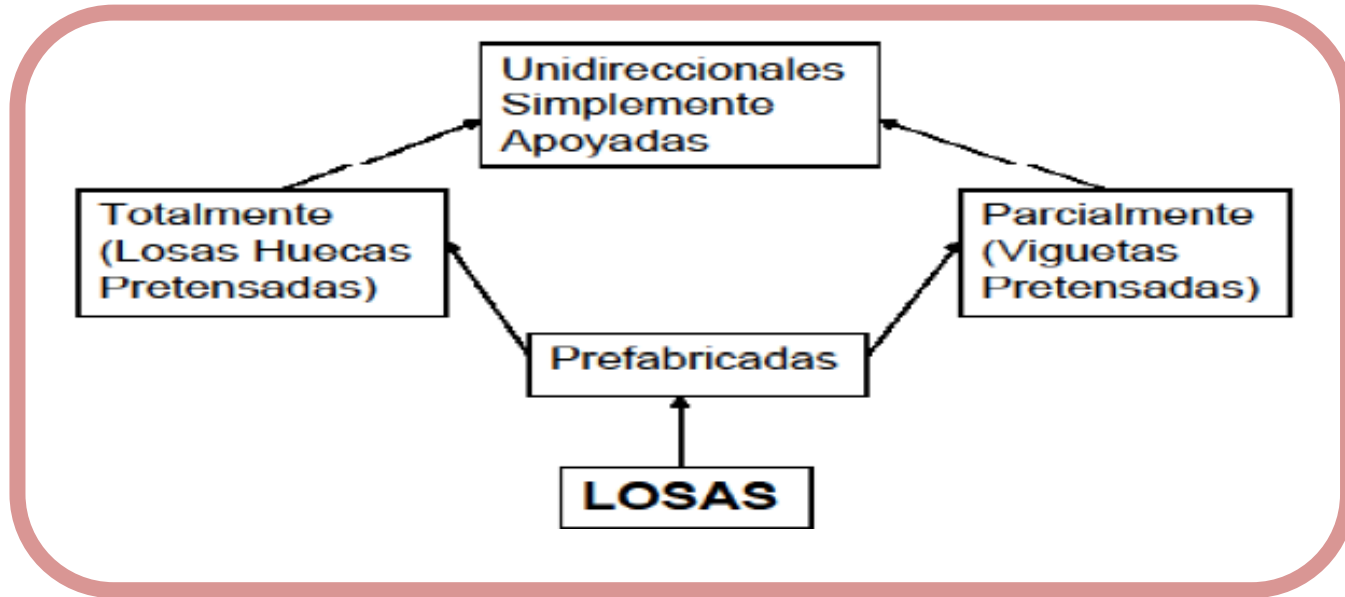 Unidireccionales
Simplemente
Apoyadas
Totalmente
(Losas Huecas
Pretensadas)
Parcialmente
(Viguetas
Pretensadas)
Prefabricadas
LOSAS